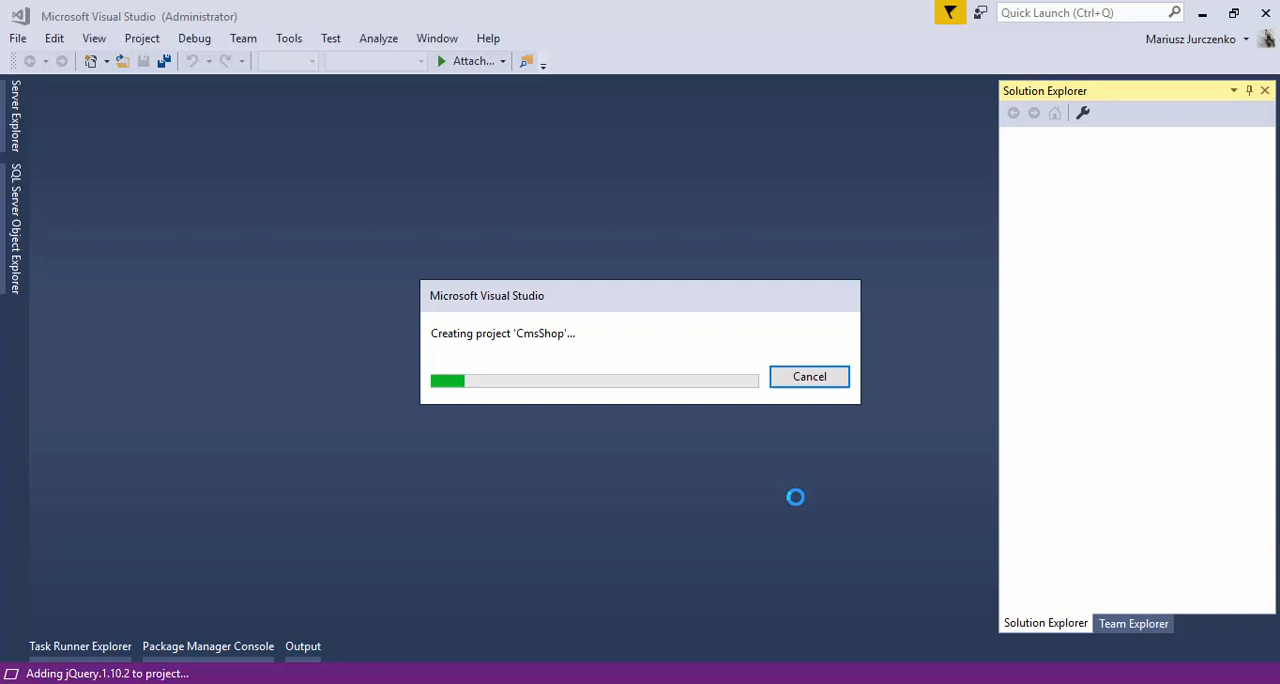 Microsoft Visual Studio (Administrator)
Quick Launch (Ctrl+Q)
File Edit View Project Debug Team Tools Test Analyze Window Help
Mariusz Jurczenko
Attach...
Server Explorer
SQL Server Object Explorer
Solution Explorer
Microsoft Visual Studio
Creating project 'CmsShop'...
Cancel
Solution Explorer Team Explorer
Task Runner Explorer Package Manager Console Output
Adding jQuery.1.10.2 to project...